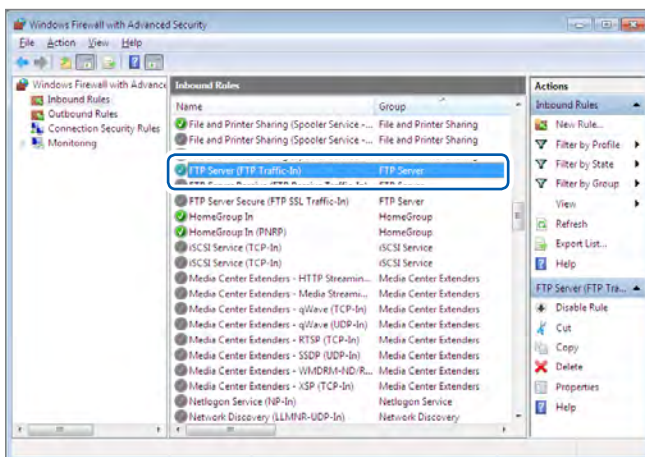 Windows Firewall with Advanced Security
File Action View Help
Windows Firewall with Advance
Inbound Rules
Outbound Rules
Connection Security Rules
Monitoring
Inbound Rules
Name Group
File and Printer Sharing (Spooler Service -... File and Printer Sharing
File and Printer Sharing (Spooler Service -... File and Printer Sharing
FTP Server (FTP Traffic-In) FTP Server
FTP Server Secure (FTP SSL Traffic-In) FTP Server
HomeGroup In HomeGroup
HomeGroup In (PNRP) HomeGroup
iSCSI Service (TCP-In) iSCSI Service
iSCSI Service (TCP-In) iSCSI Service
Media Center Extenders - HTTP Streamin... Media Center Extenders
Media Center Extenders - Media Streami... Media Center Extenders
Media Center Extenders - qWave (TCP-In) Media Center Extenders
Media Center Extenders - qWave (UDP-In) Media Center Extenders
Media Center Extenders - RTSP (TCP-In) Media Center Extenders
Media Center Extenders - SSDP (UDP-In) Media Center Extenders
Media Center Extenders - WMDRM-ND/R... Media Center Extenders
Media Center Extenders - XSP (TCP-In) Media Center Extenders
Netlogon Service (NP-In) Netlogon Service
Network Discovery (LLMNR-UDP-In) Network Discovery
Actions
Inbound Rules
New Rule...
Filter by Profile
Filter by State
Filter by Group
View
Refresh
Export List...
Help
FTP Server (FTP Tra...
Disable Rule
Cut
Copy
Delete
Properties
Help